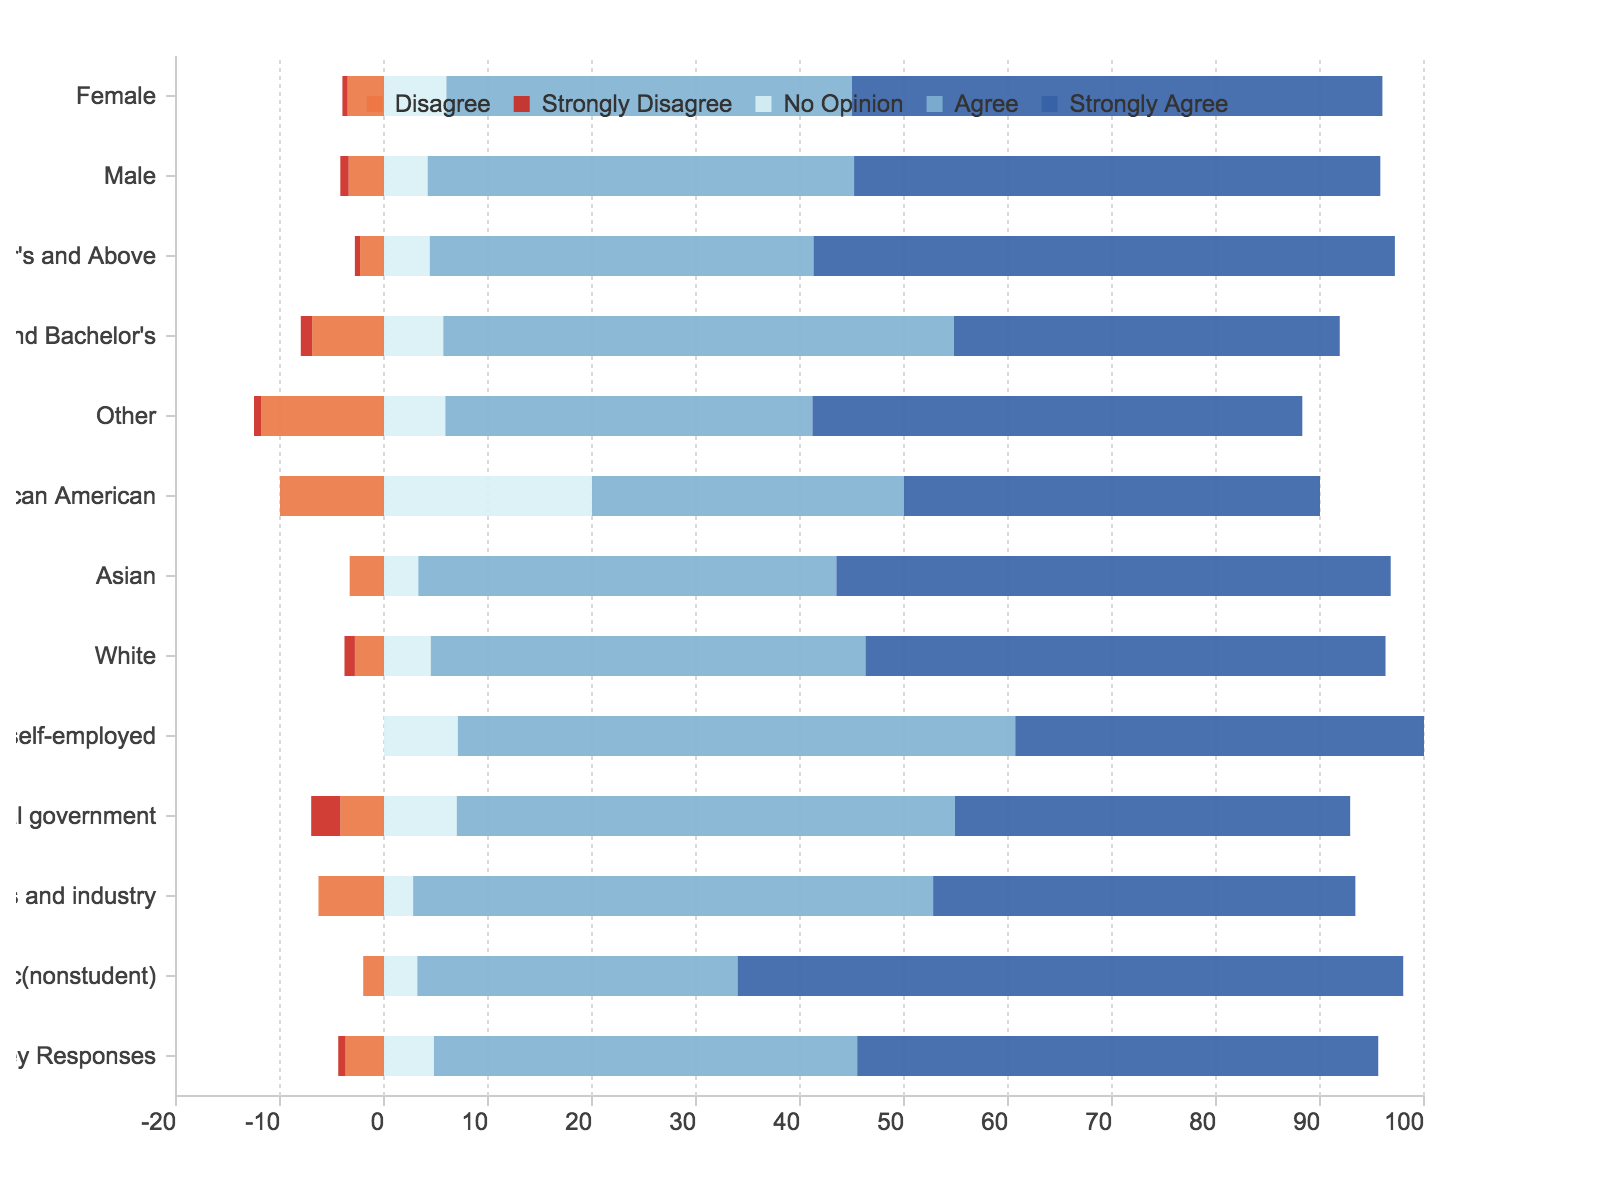 Female
Disagree Strongly Disagree No Opinion Agree Strongly Agree
Male
r's and Above
nd Bachelor's
Other
can American
Asian
White
self-employed
l government
s and industry
c(nonstudent)
y Responses
-20 -10 0 10 20 30 40 50 60 70 80 90 100